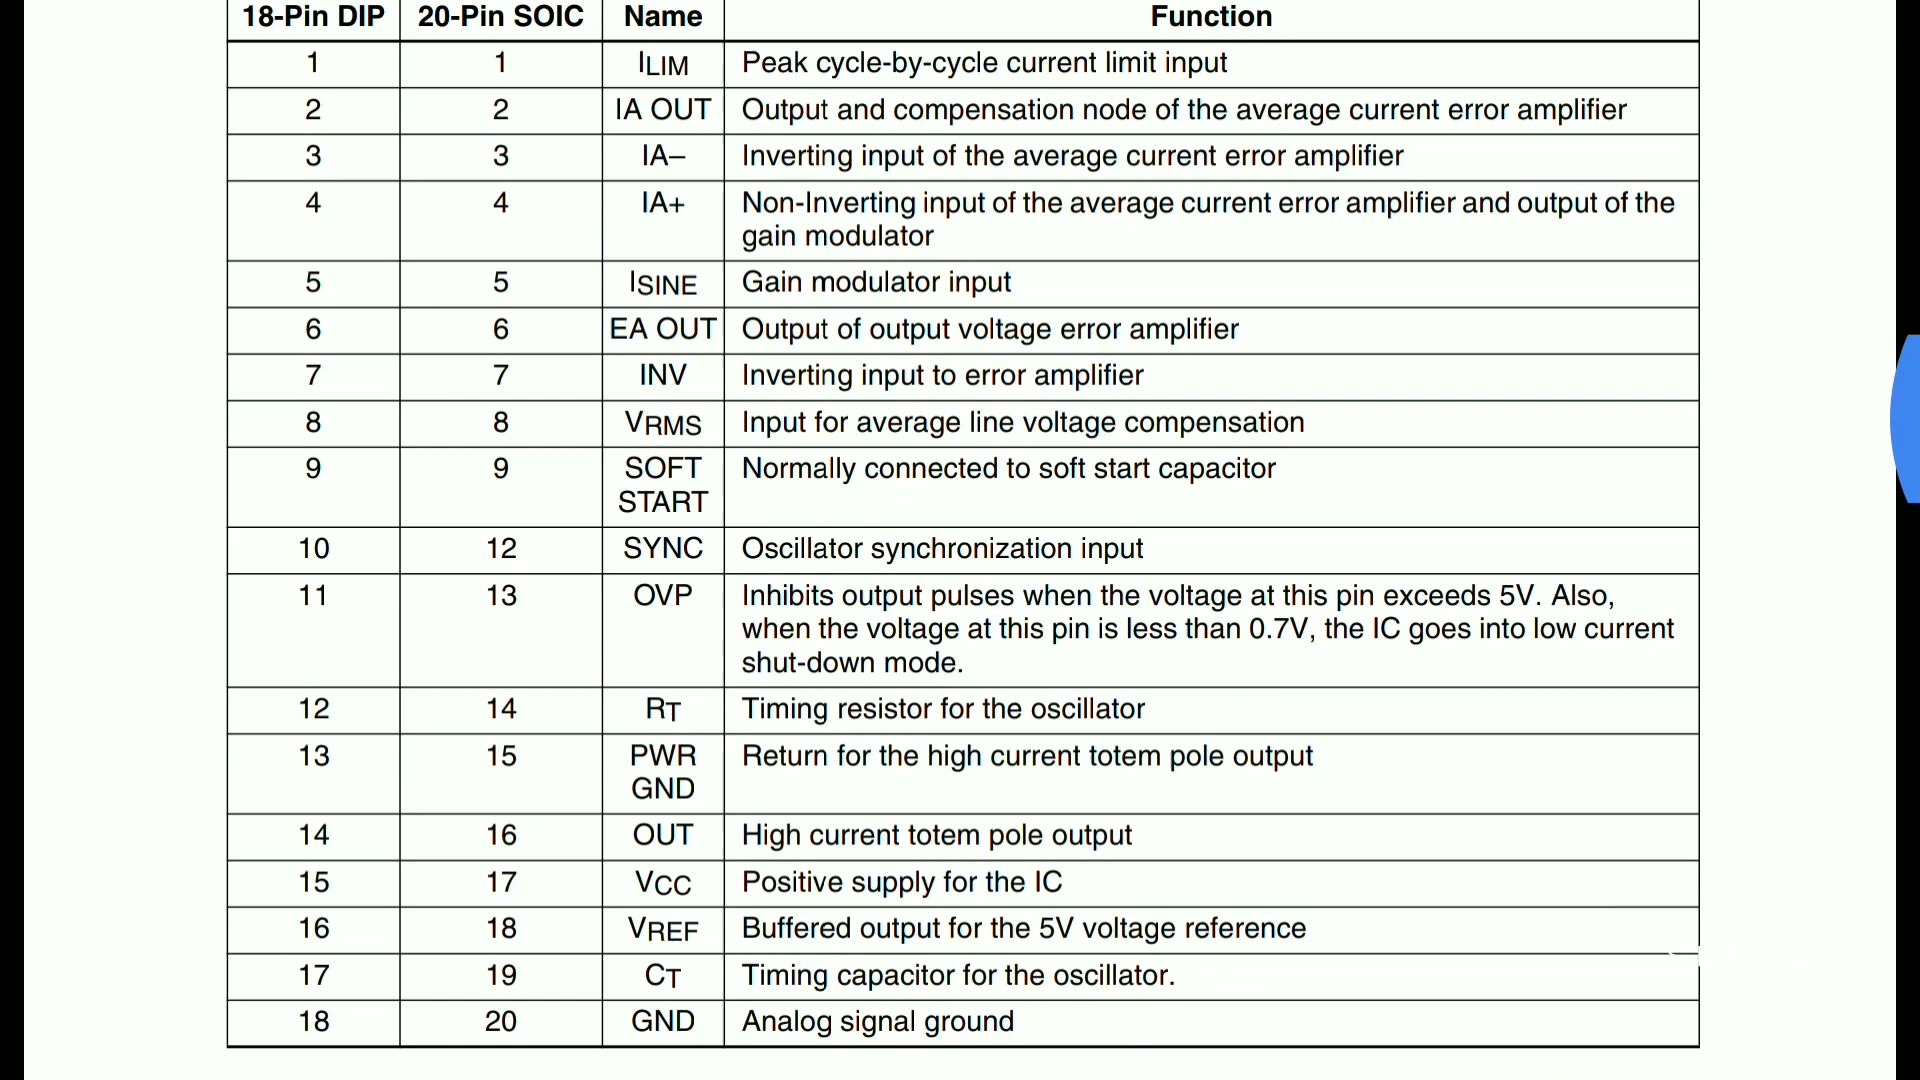 18-Pin DIP 20-Pin SOIC Name Function
1 1 ILIM Peak cycle-by-cycle current limit input
2 2 IA OUT Output and compensation node of the average current error amplifier
3 3 IA– Inverting input of the average current error amplifier
4 4 IA+ Non-Inverting input of the average current error amplifier and output of the
gain modulator
5 5 ISINE Gain modulator input
6 6 EA OUT Output of output voltage error amplifier
7 7 INV Inverting input to error amplifier
8 8 VRMS Input for average line voltage compensation
9 9 SOFT Normally connected to soft start capacitor
START
10 12 SYNC Oscillator synchronization input
11 13 OVP Inhibits output pulses when the voltage at this pin exceeds 5V. Also,
when the voltage at this pin is less than 0.7V, the IC goes into low current
shut-down mode.
12 14 RT Timing resistor for the oscillator
13 15 PWR Return for the high current totem pole output
GND
14 16 OUT High current totem pole output
15 17 VCC Positive supply for the IC
16 18 VREF Buffered output for the 5V voltage reference
17 19 CT Timing capacitor for the oscillator.
18 20 GND Analog signal ground